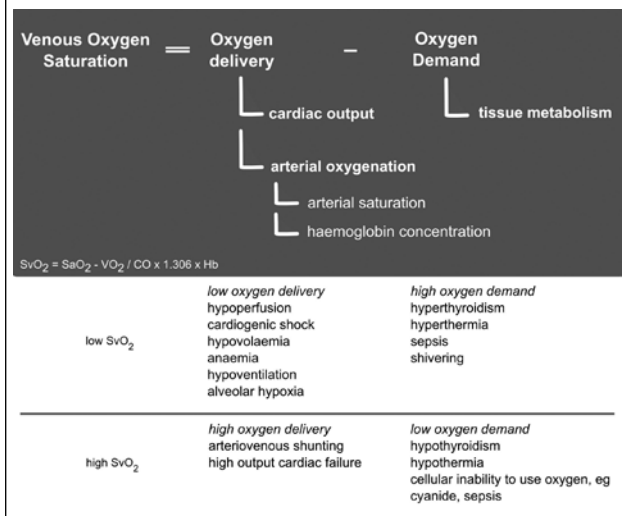 Venous Oxygen Saturation = Oxygen delivery – Oxygen Demand
cardiac output
tissue metabolism
arterial oxygenation
arterial saturation
haemoglobin concentration
SvO2 = SaO2 - VO2 / CO x 1.306 x Hb
low SvO2
low oxygen delivery
hypoperfusion
cardiogenic shock
hypovolaemia
anaemia
hypoventilation
alveolar hypoxia
high oxygen demand
hyperthyroidism
hyperthermia
sepsis
shivering
high SvO2
high oxygen delivery
arteriovenous shunting
high output cardiac failure
low oxygen demand
hypothyroidism
hypothermia
cellular inability to use oxygen, eg
cyanide, sepsis